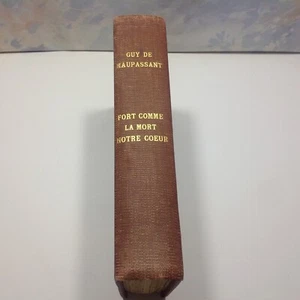 GUY DE
MAUPASSANT
FORT COMME
LA MORT
NOTRE COEUR